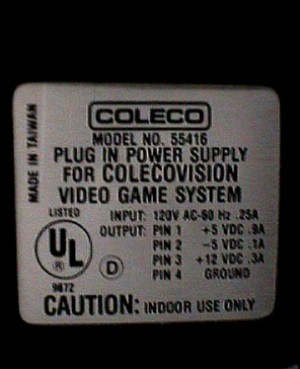 COLECO
MODEL NO. 55416
PLUG IN POWER SUPPLY
FOR COLECOVISION
VIDEO GAME SYSTEM
MADE IN TAIWAN
LISTED
UL
®
9672
D
INPUT: 120V AC-60 Hz .25A
OUTPUT: PIN 1 +5 VDC .9A
PIN 2 -5 VDC .1A
PIN 3 +12 VDC .3A
PIN 4 GROUND
CAUTION: INDOOR USE ONLY